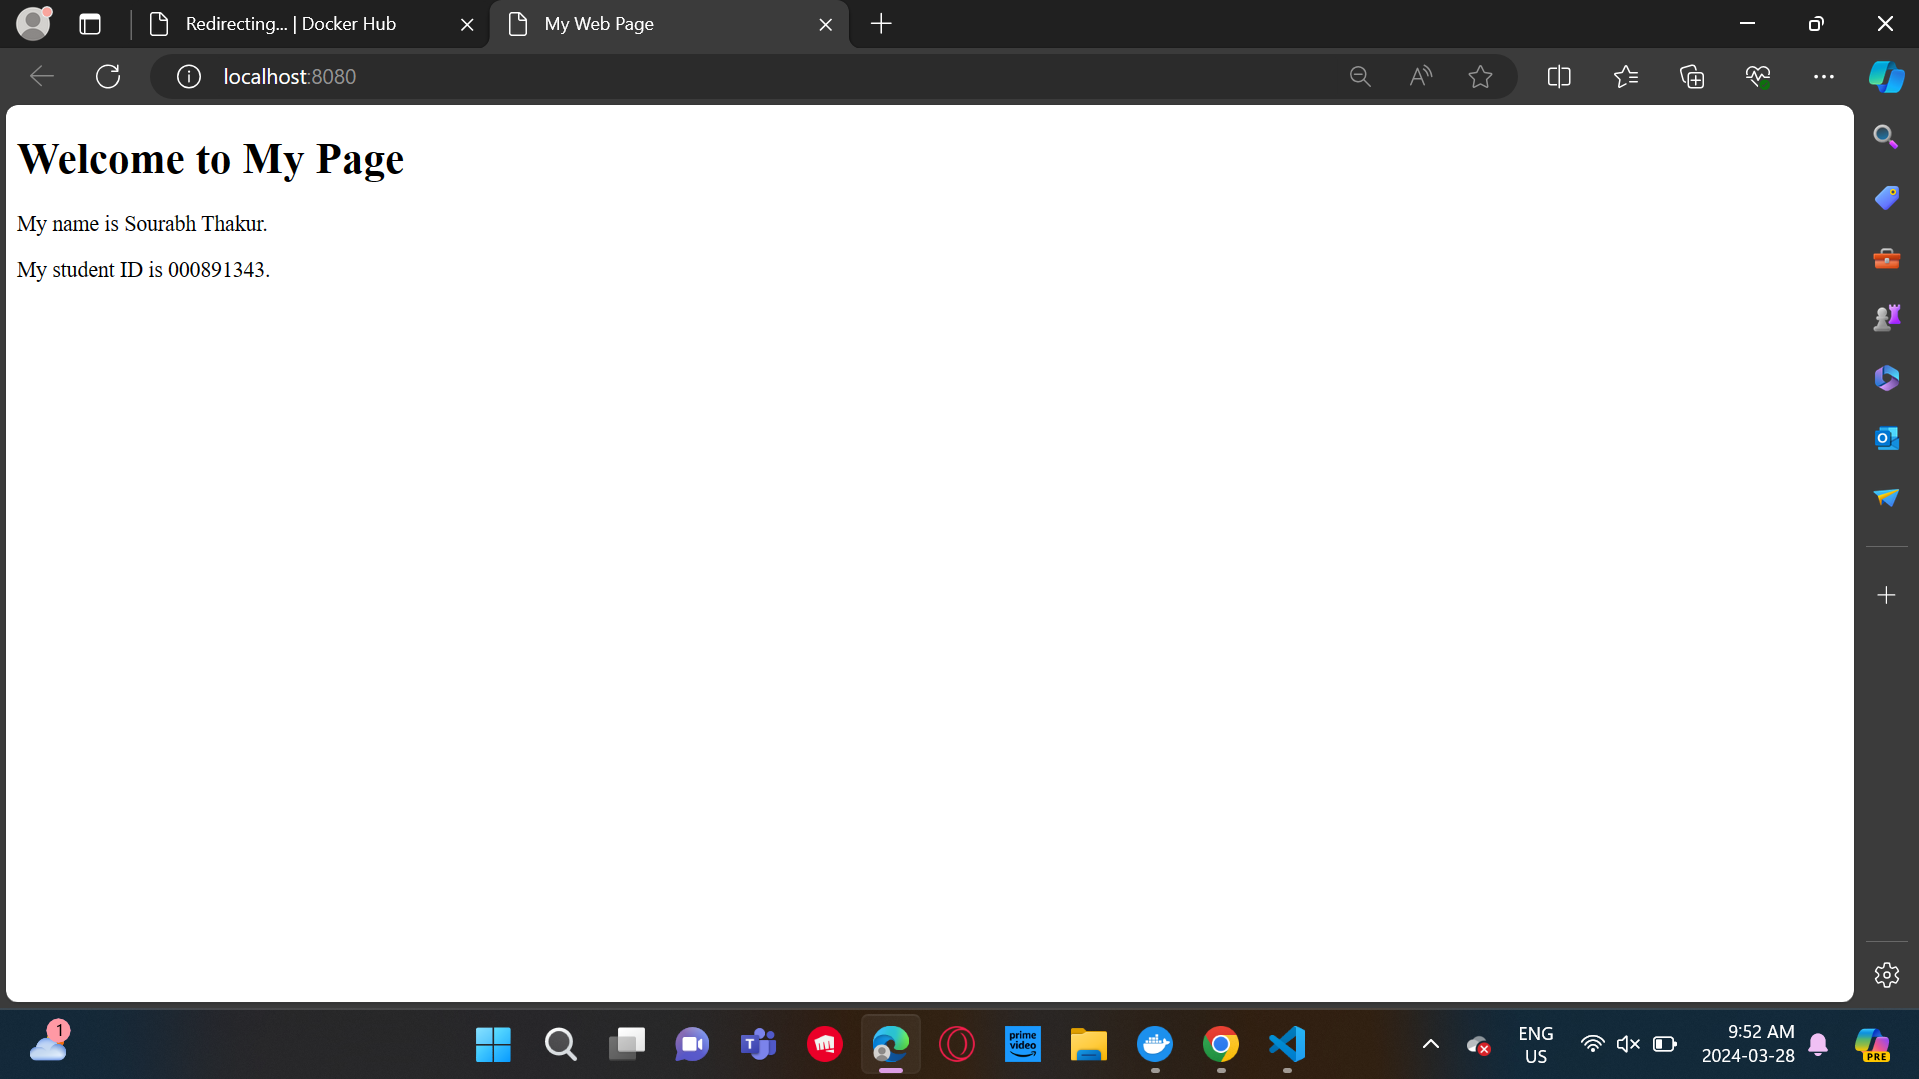 Redirecting... | Docker Hub
My Web Page
localhost:8080
Welcome to My Page
My name is Sourabh Thakur.
My student ID is 000891343.
1
prime
video
ENG
US
9:52 AM
2024-03-28
PRE